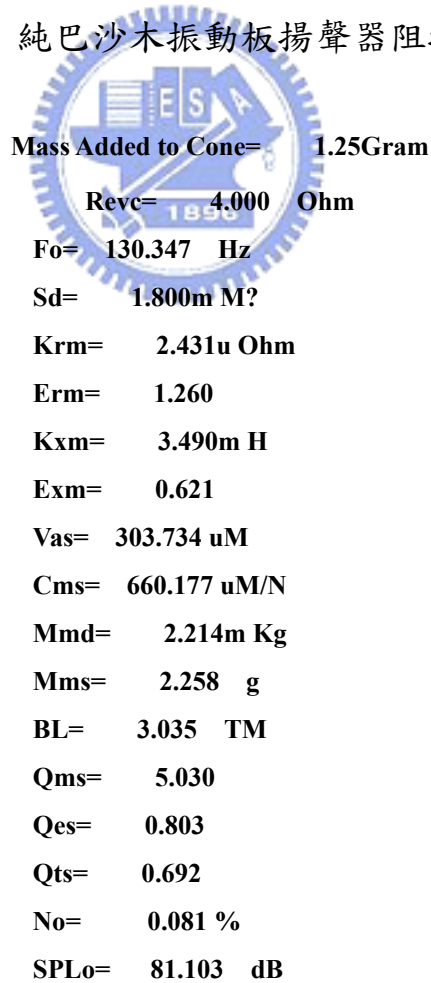 純巴沙木振動板揚聲器阻
ESA
1896
Mass Added to Cone= 1.25Gram
Revc= 4.000 Ohm
Fo= 130.347 Hz
Sd= 1.800m M?
Krm= 2.431u Ohm
Erm= 1.260
Kxm= 3.490m H
Exm= 0.621
Vas= 303.734 uM
Cms= 660.177 uM/N
Mmd= 2.214m Kg
Mms= 2.258 g
BL= 3.035 TM
Qms= 5.030
Qes= 0.803
Qts= 0.692
No= 0.081 %
SPLo= 81.103 dB